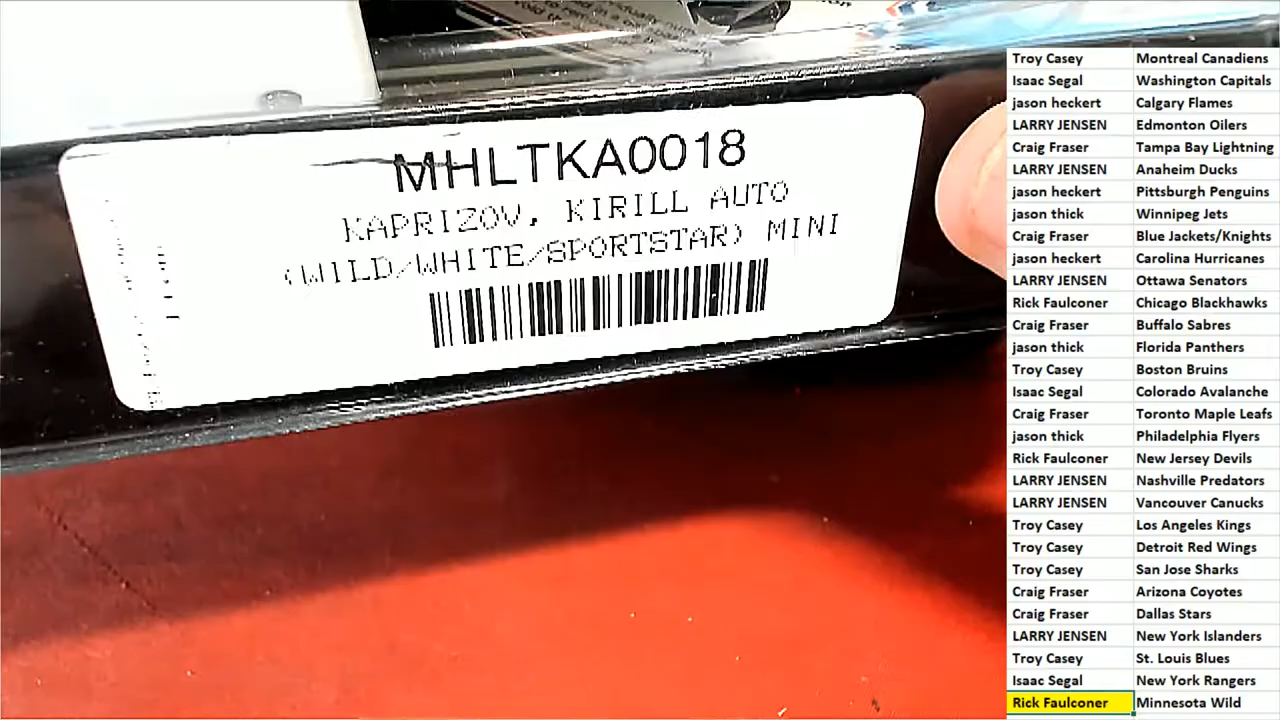 MHLTKA0018
KAPRIZOV, KIRILL AUTO
(WILD/WHITE/SPORTSTAR) MINI
Troy Casey Montreal Canadiens
Isaac Segal Washington Capitals
jason heckert Calgary Flames
LARRY JENSEN Edmonton Oilers
Craig Fraser Tampa Bay Lightning
LARRY JENSEN Anaheim Ducks
jason heckert Pittsburgh Penguins
jason thick Winnipeg Jets
Craig Fraser Blue Jackets/Knights
jason heckert Carolina Hurricanes
LARRY JENSEN Ottawa Senators
Rick Faulconer Chicago Blackhawks
Craig Fraser Buffalo Sabres
jason thick Florida Panthers
Troy Casey Boston Bruins
Isaac Segal Colorado Avalanche
Craig Fraser Toronto Maple Leafs
jason thick Philadelphia Flyers
Rick Faulconer New Jersey Devils
LARRY JENSEN Nashville Predators
LARRY JENSEN Vancouver Canucks
Troy Casey Los Angeles Kings
Troy Casey Detroit Red Wings
Troy Casey San Jose Sharks
Craig Fraser Arizona Coyotes
Craig Fraser Dallas Stars
LARRY JENSEN New York Islanders
Troy Casey St. Louis Blues
Isaac Segal New York Rangers
Rick Faulconer Minnesota Wild